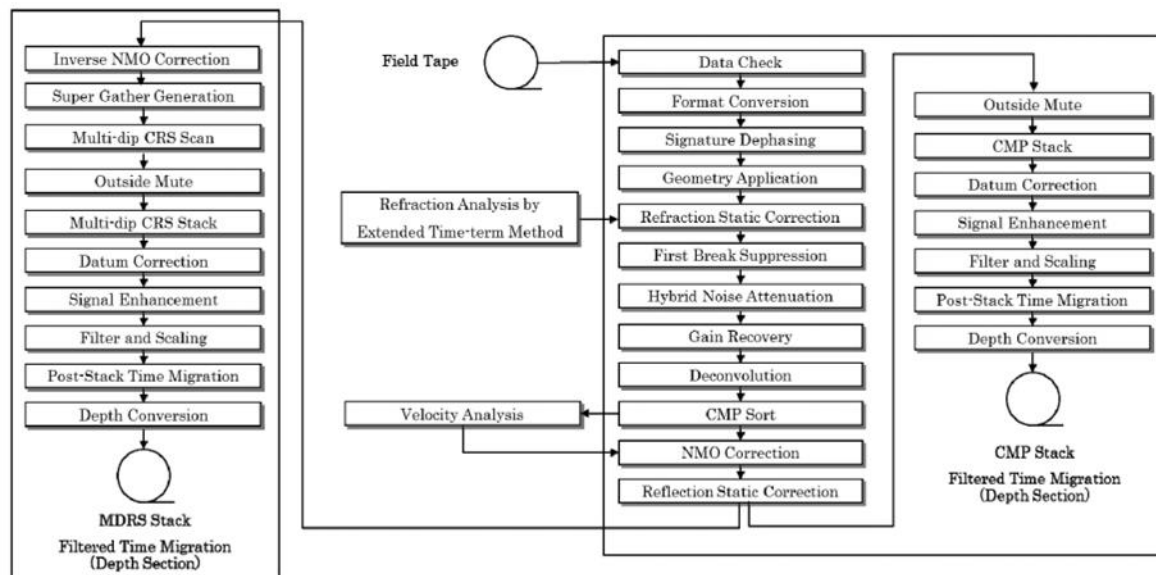 Inverse NMO Correction
Super Gather Generation
Multi-dip CRS Scan
Outside Mute
Multi-dip CRS Stack
Datum Correction
Signal Enhancement
Filter and Scaling
Post-Stack Time Migration
Depth Conversion
MDRS Stack
Filtered Time Migration
(Depth Section)
Field Tape
Refraction Analysis by
Extended Time-term Method
Velocity Analysis
Data Check
Format Conversion
Signature Dephasing
Geometry Application
Refraction Static Correction
First Break Suppression
Hybrid Noise Attenuation
Gain Recovery
Deconvolution
CMP Sort
NMO Correction
Reflection Static Correction
Outside Mute
CMP Stack
Datum Correction
Signal Enhancement
Filter and Scaling
Post-Stack Time Migration
Depth Conversion
CMP Stack
Filtered Time Migration
(Depth Section)